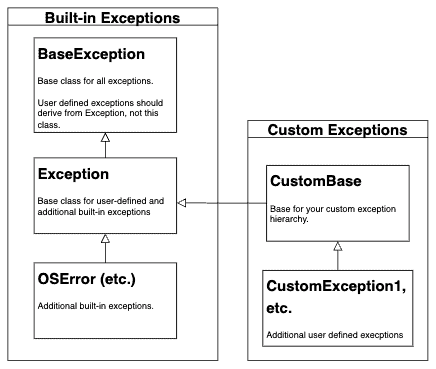 Built-in Exceptions
BaseException
Base class for all exceptions.
User defined exceptions should
derive from Exception, not this
class.
Exception
Base class for user-defined and
additional built-in exceptions
OSError (etc.)
Additional built-in exceptions.
Custom Exceptions
CustomBase
Base for your custom exception
hierarchy.
CustomException1,
etc.
Additional user defined execptions